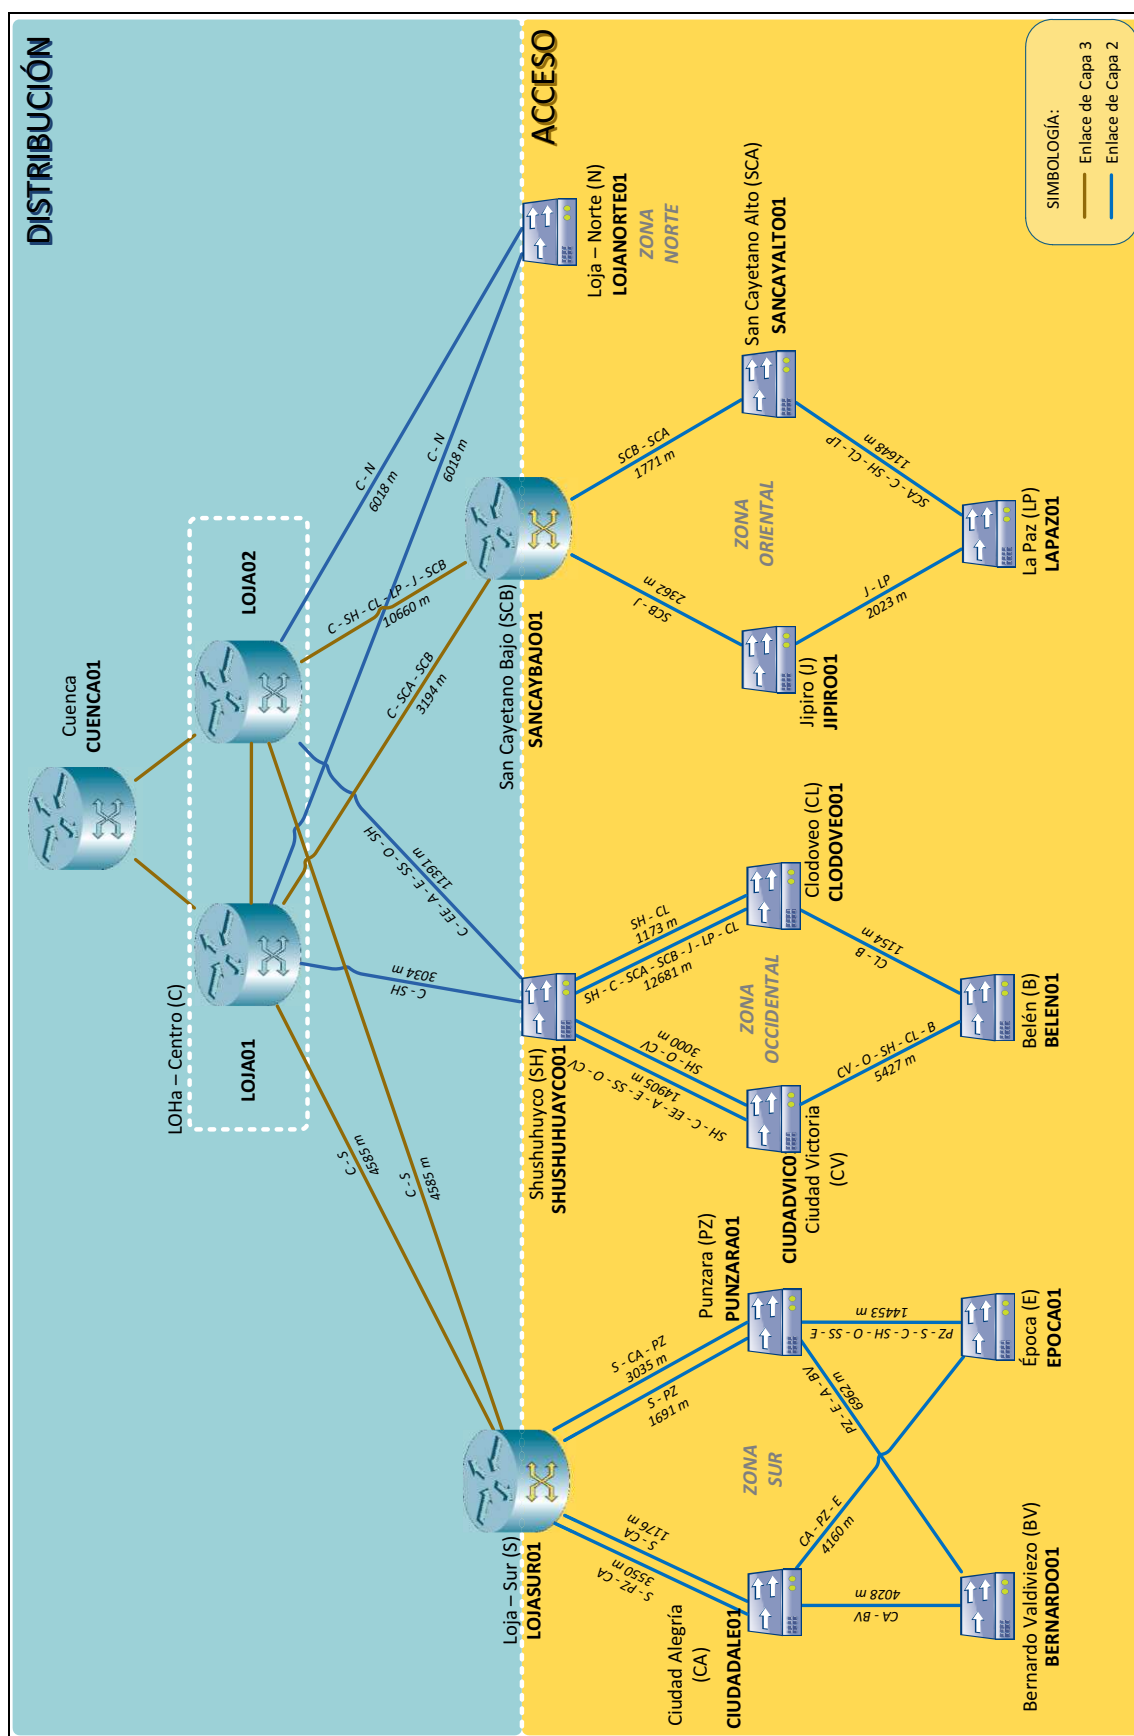 DISTRIBUCIÓN
Cuenca
CUENCA01
LOHa – Centro (C)
LOJA01
LOJA02
C - S
4585 m
C - S
4585 m
C - SH
3034 m
C - EE - A - E - SS - O - SH
11391 m
C - SCA - SCB
3194 m
C - SH - CL - LP - J - SCB
10660 m
C - N
6018 m
C - N
6018 m
ACCESO
Loja – Sur (S)
LOJASUR01
Shushuhuyco (SH)
SHUSHUHUAYCO01
San Cayetano Bajo (SCB)
SANCAYBAJO01
Loja – Norte (N)
LOJANORTE01
ZONA
NORTE
S - PZ - CA
3550 m
S - CA
1176 m
S - PZ
1691 m
S - CA - PZ
3035 m
SH - C - EE - A - E - SS - O - CV
14905 m
SH - O - CV
3000 m
SH - C - SCA - SCB - J - LP - CL
12681 m
SH - CL
1173 m
SCB - J
2362 m
SCB - SCA
1771 m
Ciudad Alegría
(CA)
CIUDADALE01
ZONA
SUR
Punzara (PZ)
PUNZARA01
CIUDADVIC0
Ciudad Victoria
(CV)
ZONA
OCCIDENTAL
Clodoveo (CL)
CLODOVEO01
Jipiro (J)
JIPIRO01
ZONA
ORIENTAL
San Cayetano Alto (SCA)
SANCAYALTO01
CA - BV
4028 m
CA - PZ - E
4160 m
PZ - E - A - BV
6962 m
PZ - S - C - SH - O - SS - E
14453 m
CV - O - SH - CL - B
5427 m
CL - B
1154 m
J - LP
2023 m
SCA - C - SH - CL - LP
11648 m
Bernardo Valdiviezo (BV)
BERNARDO01
Época (E)
EPOCA01
Belén (B)
BELEN01
La Paz (LP)
LAPAZ01
SIMBOLOGÍA:
Enlace de Capa 3
Enlace de Capa 2